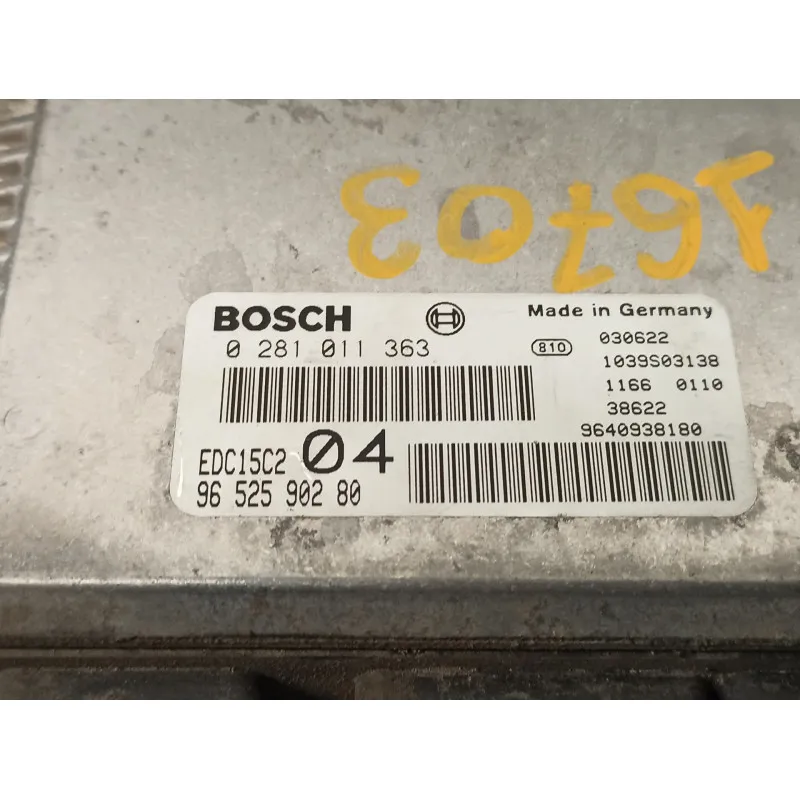 16703
BOSCH
Made in Germany
0 281 011 363
810
030622
1039S03138
1166 0110
38622
9640938180
EDC15C2 04
96 525 902 80